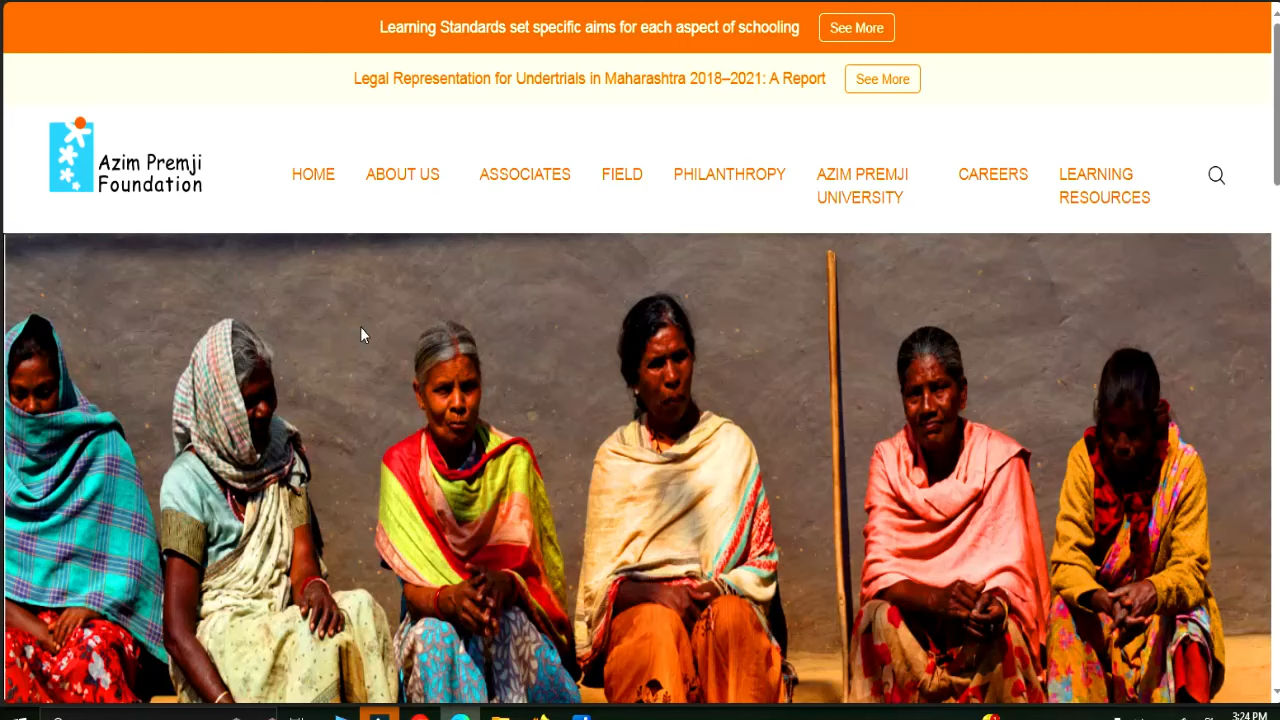 Learning Standards set specific aims for each aspect of schooling See More
Legal Representation for Undertrials in Maharashtra 2018–2021: A Report See More
Azim Premji
Foundation
HOME ABOUT US ASSOCIATES FIELD PHILANTHROPY AZIM PREMJI UNIVERSITY CAREERS LEARNING RESOURCES
3:24 PM